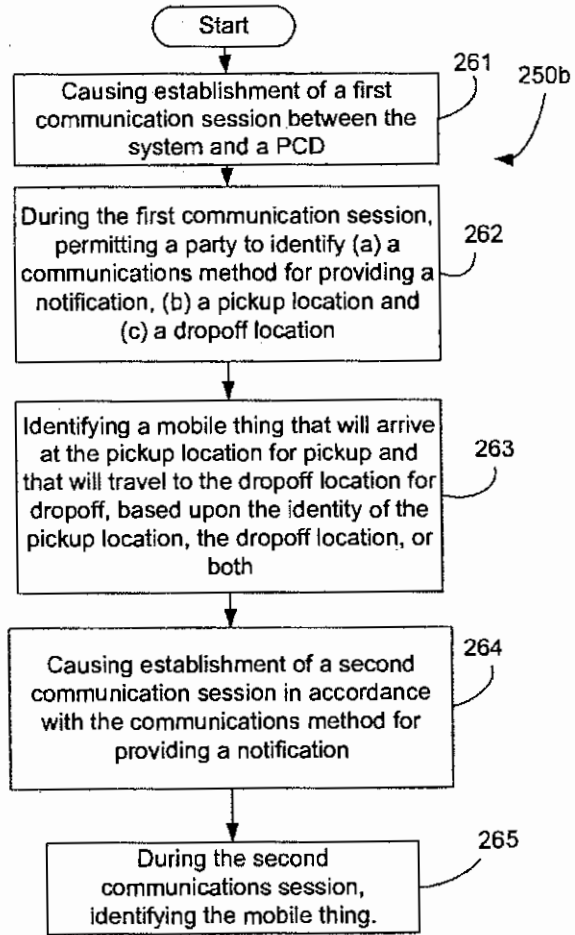 Start
261
250b
Causing establishment of a first
communication session between the
system and a PCD
During the first communication session,
permitting a party to identify (a) a
communications method for providing a
notification, (b) a pickup location and
(c) a dropoff location
262
Identifying a mobile thing that will arrive
at the pickup location for pickup and
that will travel to the dropoff location for
dropoff, based upon the identity of the
pickup location, the dropoff location, or
both
263
Causing establishment of a second
communication session in accordance
with the communications method for
providing a notification
264
During the second
communications session,
identifying the mobile thing.
265